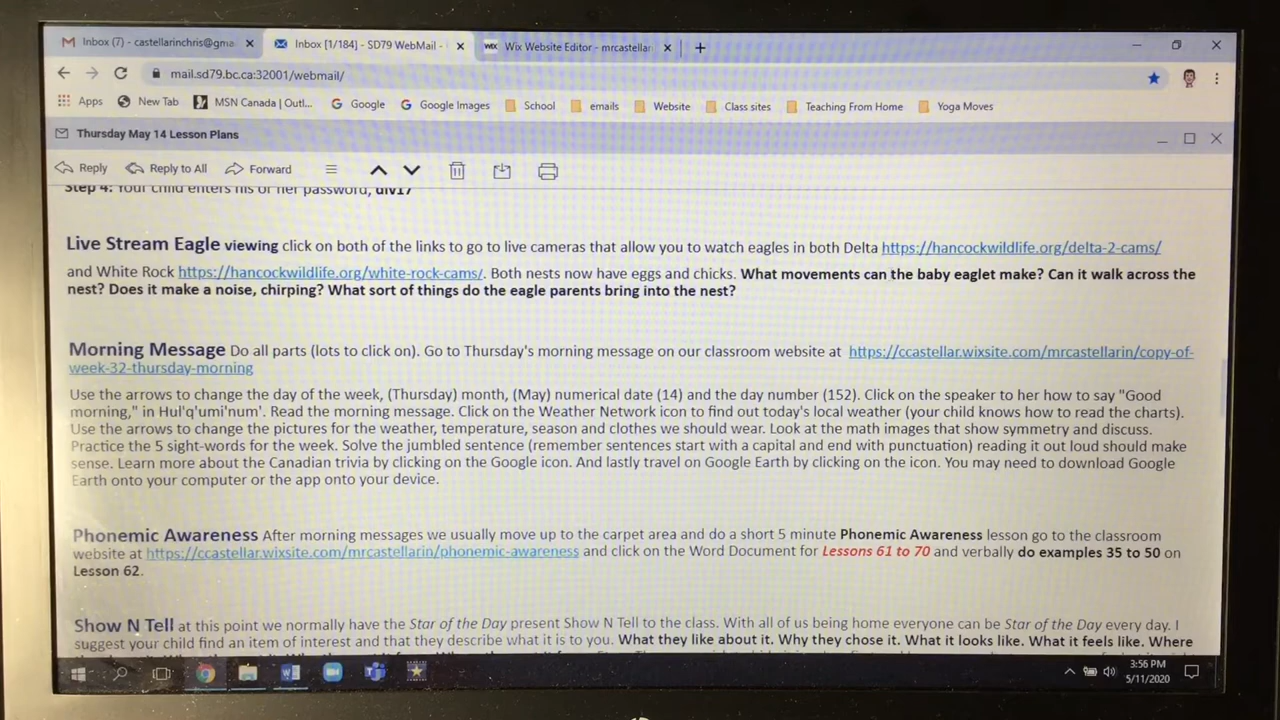 Inbox (7) - castellarinchris@gma
Inbox [1/184] - SD79 WebMail -
Wix Website Editor - mrcastellar
mail.sd79.bc.ca:32001/webmail/
Apps New Tab MSN Canada | Outl... Google Google Images School emails Website Class sites Teaching From Home Yoga Moves
Thursday May 14 Lesson Plans
Reply Reply to All Forward
Step 4: Your child enters his or her password, div17
Live Stream Eagle viewing click on both of the links to go to live cameras that allow you to watch eagles in both Delta https://hancockwildlife.org/delta-2-cams/
and White Rock https://hancockwildlife.org/white-rock-cams/. Both nests now have eggs and chicks. What movements can the baby eaglet make? Can it walk across the
nest? Does it make a noise, chirping? What sort of things do the eagle parents bring into the nest?
Morning Message Do all parts (lots to click on). Go to Thursday's morning message on our classroom website at https://ccastellar.wixsite.com/mrcastellarin/copy-of-
week-32-thursday-morning
Use the arrows to change the day of the week, (Thursday) month, (May) numerical date (14) and the day number (152). Click on the speaker to her how to say "Good
morning," in Hul'q'umi'num'. Read the morning message. Click on the Weather Network icon to find out today's local weather (your child knows how to read the charts).
Use the arrows to change the pictures for the weather, temperature, season and clothes we should wear. Look at the math images that show symmetry and discuss.
Practice the 5 sight-words for the week. Solve the jumbled sentence (remember sentences start with a capital and end with punctuation) reading it out loud should make
sense. Learn more about the Canadian trivia by clicking on the Google icon. And lastly travel on Google Earth by clicking on the icon. You may need to download Google
Earth onto your computer or the app onto your device.
Phonemic Awareness After morning messages we usually move up to the carpet area and do a short 5 minute Phonemic Awareness lesson go to the classroom
website at https://ccastellar.wixsite.com/mrcastellarin/phonemic-awareness and click on the Word Document for Lessons 61 to 70 and verbally do examples 35 to 50 on
Lesson 62.
Show N Tell at this point we normally have the Star of the Day present Show N Tell to the class. With all of us being home everyone can be Star of the Day every day. I
suggest your child find an item of interest and that they describe what it is to you. What they like about it. Why they chose it. What it looks like. What it feels like. Where
3:56 PM
5/11/2020